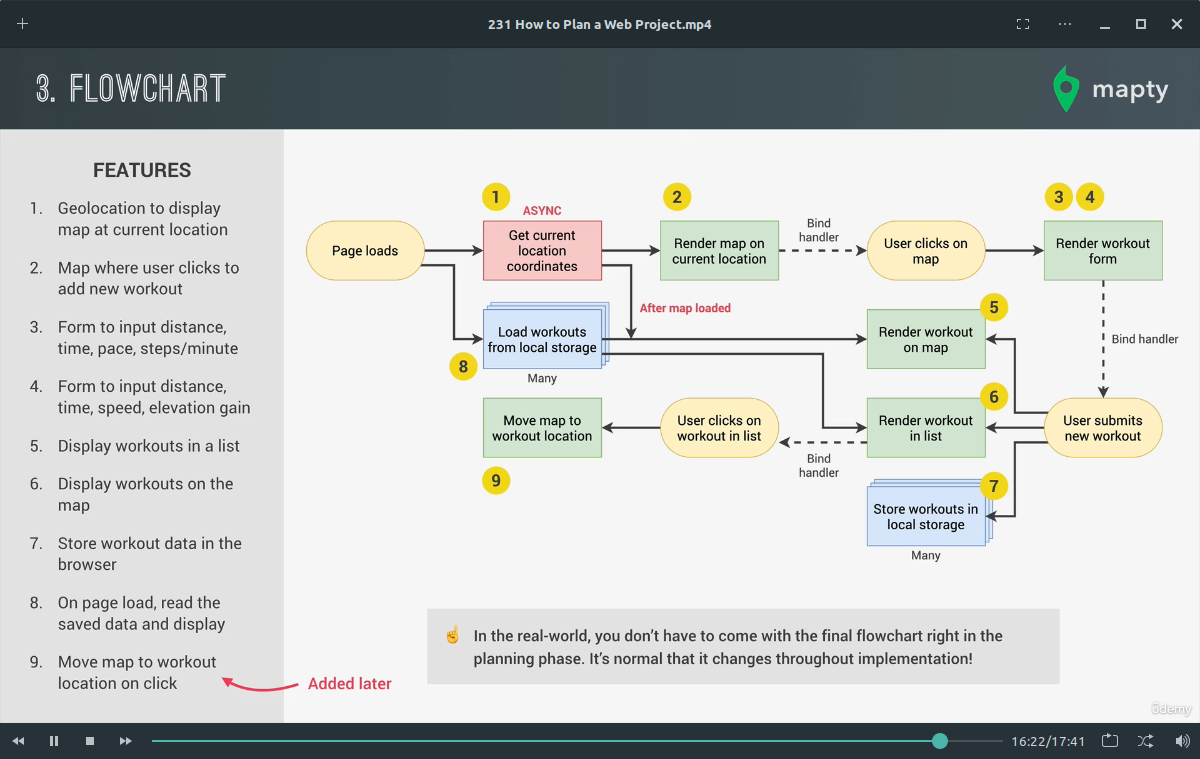 231 How to Plan a Web Project.mp4
3. FLOWCHART
mapty
FEATURES
1. Geolocation to display
map at current location
2. Map where user clicks to
add new workout
3. Form to input distance,
time, pace, steps/minute
4. Form to input distance,
time, speed, elevation gain
5. Display workouts in a list
6. Display workouts on the
map
7. Store workout data in the
browser
8. On page load, read the
saved data and display
9. Move map to workout
location on click
Added later
Page loads
1
ASYNC
Get current
location
coordinates
2
Render map on
current location
Bind
handler
User clicks on
map
3 4
Render workout
form
After map loaded
Bind handler
8
Load workouts
from local storage
Many
5
Render workout
on map
Move map to
workout location
9
User clicks on
workout in list
Bind
handler
6
Render workout
in list
User submits
new workout
7
Store workouts in
local storage
Many
☝️ In the real-world, you don’t have to come with the final flowchart right in the
planning phase. It’s normal that it changes throughout implementation!
ûdemy
16:22/17:41